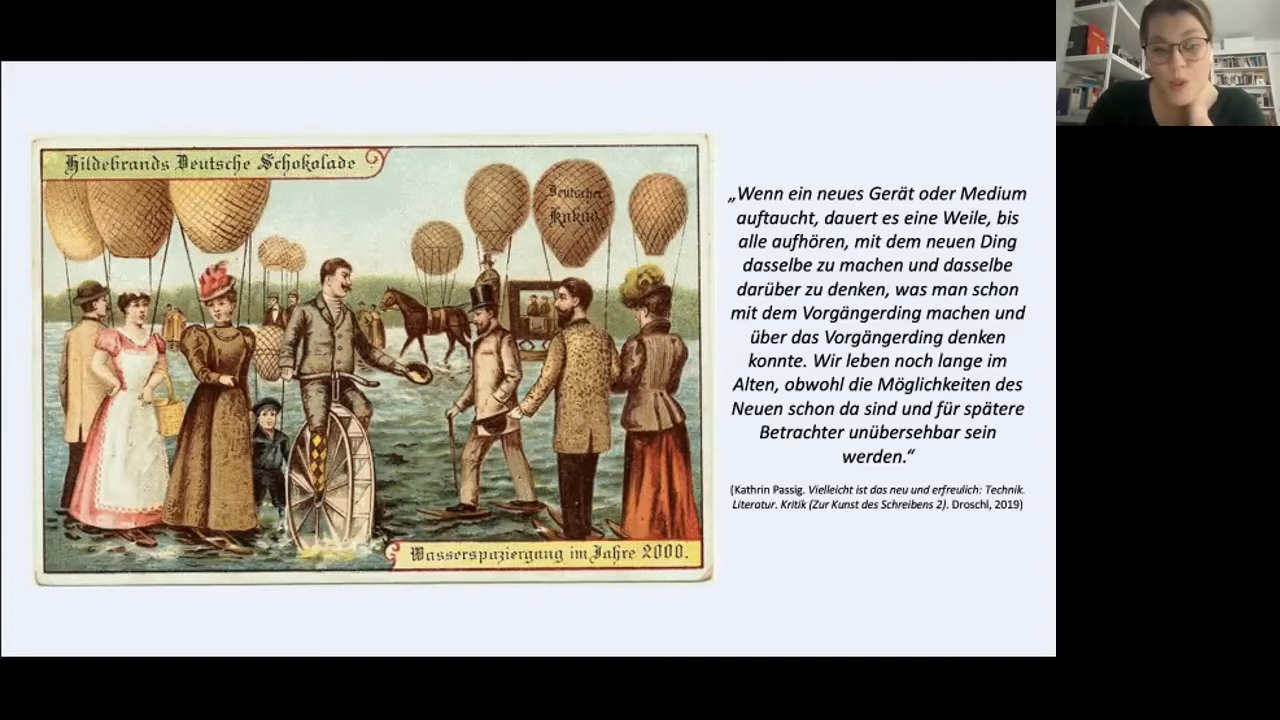 Hildebrands Deutsche Schokolade
Deutscher
Kakao
Wasserspaziergang im Jahre 2000.
„Wenn ein neues Gerät oder Medium
auftaucht, dauert es eine Weile, bis
alle aufhören, mit dem neuen Ding
dasselbe zu machen und dasselbe
darüber zu denken, was man schon
mit dem Vorgängerding machen und
über das Vorgängerding denken
konnte. Wir leben noch lange im
Alten, obwohl die Möglichkeiten des
Neuen schon da sind und für spätere
Betrachter unübersehbar sein
werden.“
(Kathrin Passig. Vielleicht ist das neu und erfreulich: Technik.
Literatur. Kritik (Zur Kunst des Schreibens 2). Droschl, 2019)